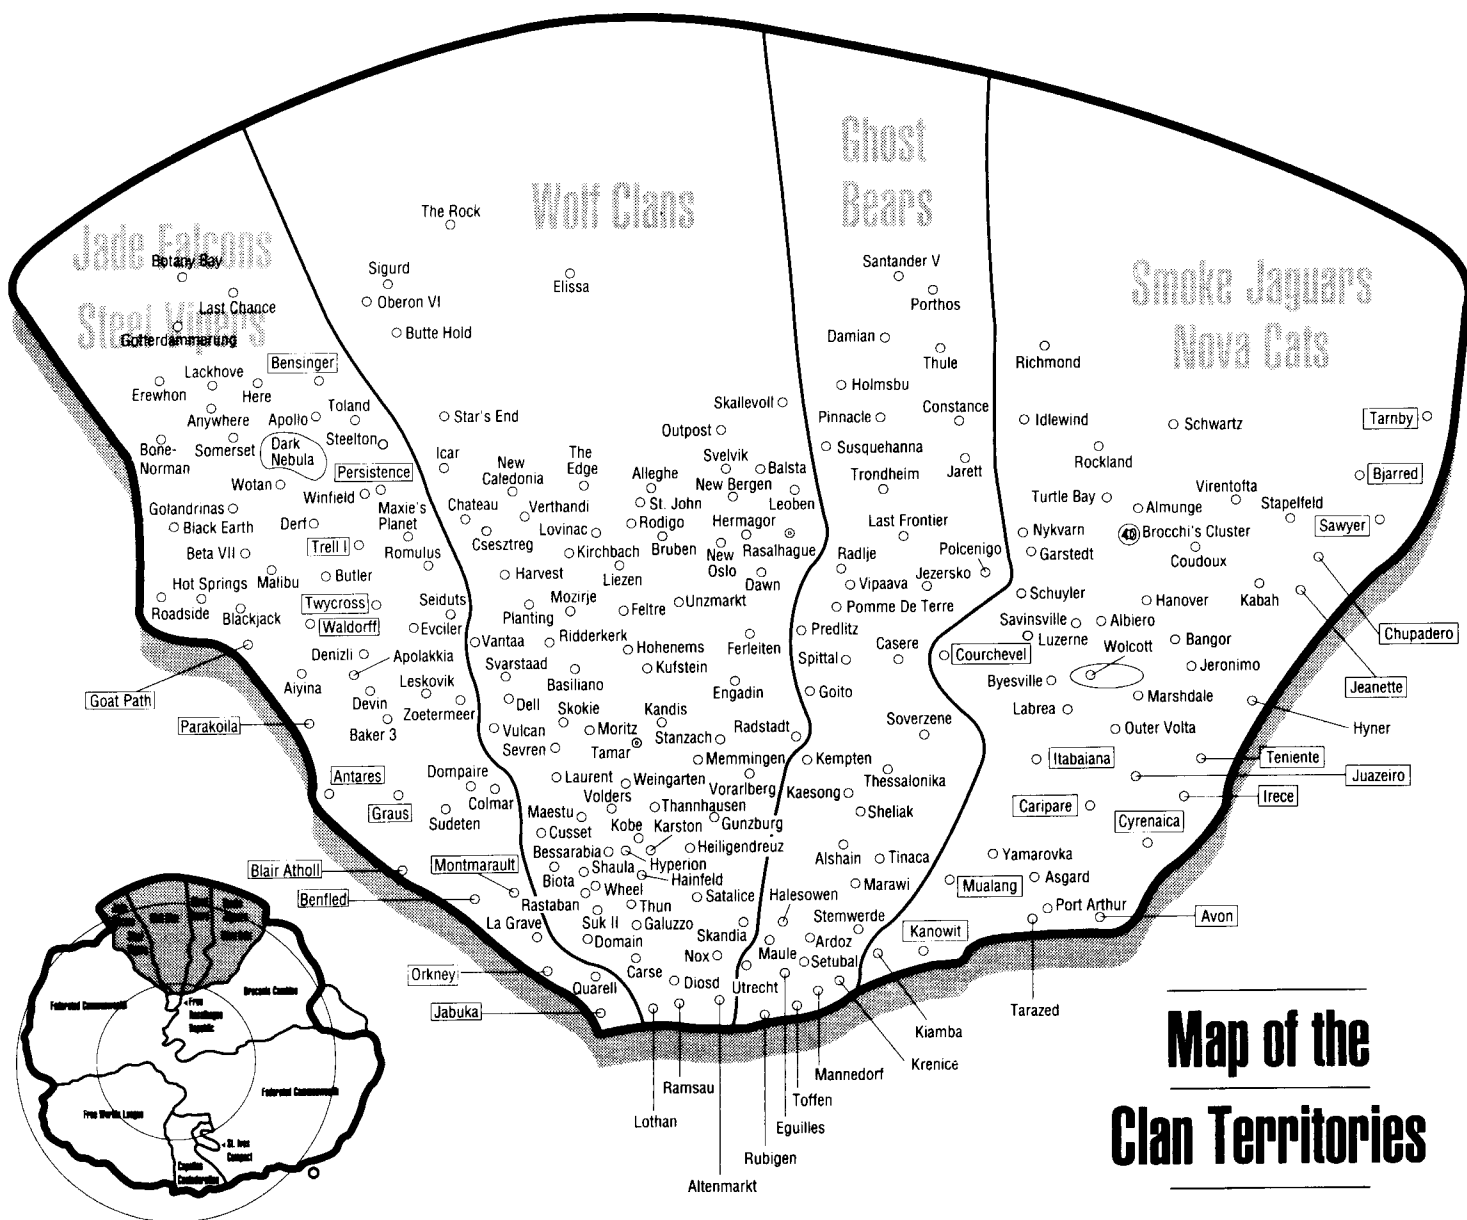 Jade Falcons
Steel Vipers
Wolf Clans
Ghost
Bears
Smoke Jaguars
Nova Cats
Botany Bay
Last Chance
Gotterdammerung
Bensinger
Lackhove
Erewhon
Here
Anywhere
Apollo
Toland
Bone-
Norman
Somerset
Dark
Nebula
Steelton
Persistence
Wotan
Winfield
Golandrinas
Maxie's
Planet
Black Earth
Derf
Beta VII
Trell I
Romulus
Hot Springs
Malibu
Butler
Roadside
Blackjack
Twycross
Seiduts
Waldorff
Evciler
Denizli
Apolakkia
Goat Path
Aiyina
Devin
Leskovik
Parakoila
Baker 3
Zoetermeer
Antares
Graus
Dompaire
Colmar
Sudeten
Blair Atholl
Montmarault
Benfled
La Grave
Orkney
Quarell
Jabuka
The Rock
Sigurd
Oberon VI
Elissa
Butte Hold
Star's End
Skallevoll
Outpost
Icar
New
Caledonia
The
Edge
Alleghe
Svelvik
Balsta
New Bergen
Chateau
Verthandi
St. John
Leoben
Csesztreg
Lovinac
Rodigo
Hermagor
Kirchbach
Bruben
New
Oslo
Rasalhague
Harvest
Liezen
Dawn
Planting
Mozirje
Feltre
Unzmarkt
Vantaa
Ridderkerk
Hohenems
Ferleiten
Svarstaad
Basiliano
Kufstein
Dell
Engadin
Skokie
Kandis
Vulcan
Moritz
Stanzach
Radstadt
Sevren
Tamar
Memmingen
Laurent
Weingarten
Vorarlberg
Volders
Thannhausen
Maestu
Kobe
Karston
Gunzburg
Cusset
Bessarabia
Hyperion
Heiligendreuz
Biota
Shaula
Hainfeld
Wheel
Rastaban
Thun
Satalice
Suk II
Galuzzo
Domain
Skandia
Carse
Nox
Diosd
Lothan
Ramsau
Altenmarkt
Santander V
Porthos
Damian
Thule
Holmsbu
Pinnacle
Constance
Susquehanna
Trondheim
Jarett
Last Frontier
Radlje
Polcenigo
Vipaava
Jezersko
Pomme De Terre
Predlitz
Casere
Spittal
Goito
Soverzene
Kempten
Thessalonika
Kaesong
Sheliak
Alshain
Tinaca
Marawi
Halesowen
Stemwerde
Maule
Ardoz
Setubal
Utrecht
Rubigen
Eguilles
Toffen
Mannedorf
Krenice
Kiamba
Richmond
Idlewind
Schwartz
Tarnby
Rockland
Bjarred
Turtle Bay
Virentofta
Almunge
Stapelfeld
Sawyer
Nykvarn
40
Brocchi's Cluster
Garstedt
Coudoux
Schuyler
Hanover
Kabah
Savinsville
Albiero
Chupadero
Luzerne
Bangor
Courchevel
Wolcott
Jeronimo
Byesville
Jeanette
Marshdale
Labrea
Hyner
Outer Volta
Itabaiana
Teniente
Juazeiro
Caripare
Irece
Cyrenaica
Yamarovka
Asgard
Mualang
Port Arthur
Avon
Kanowit
Tarazed
Federated Commonwealth
Free
Rasalhague
Republic
Draconis Combine
Free Worlds League
Federated Commonwealth
St. Ives
Compact
Capellan
Confederation
Map of the
Clan Territories